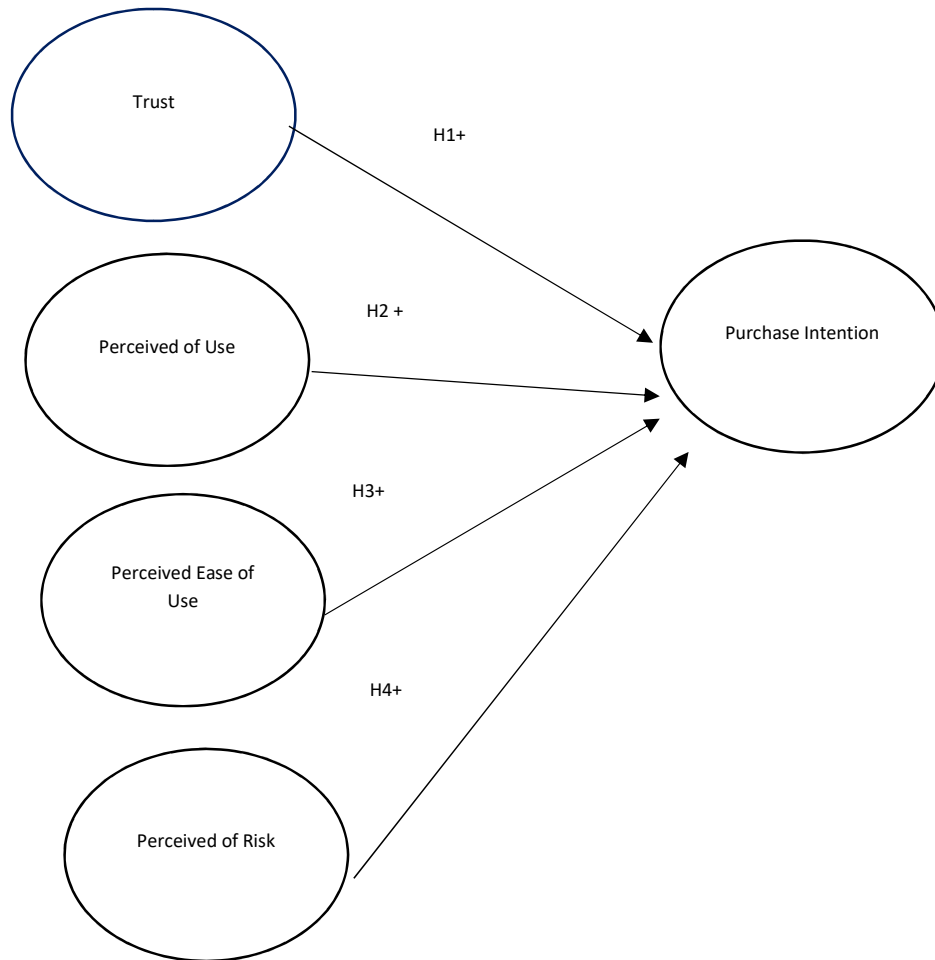 Trust
H1+
H2 +
Perceived of Use
Purchase Intention
H3+
Perceived Ease of
Use
H4+
Perceived of Risk